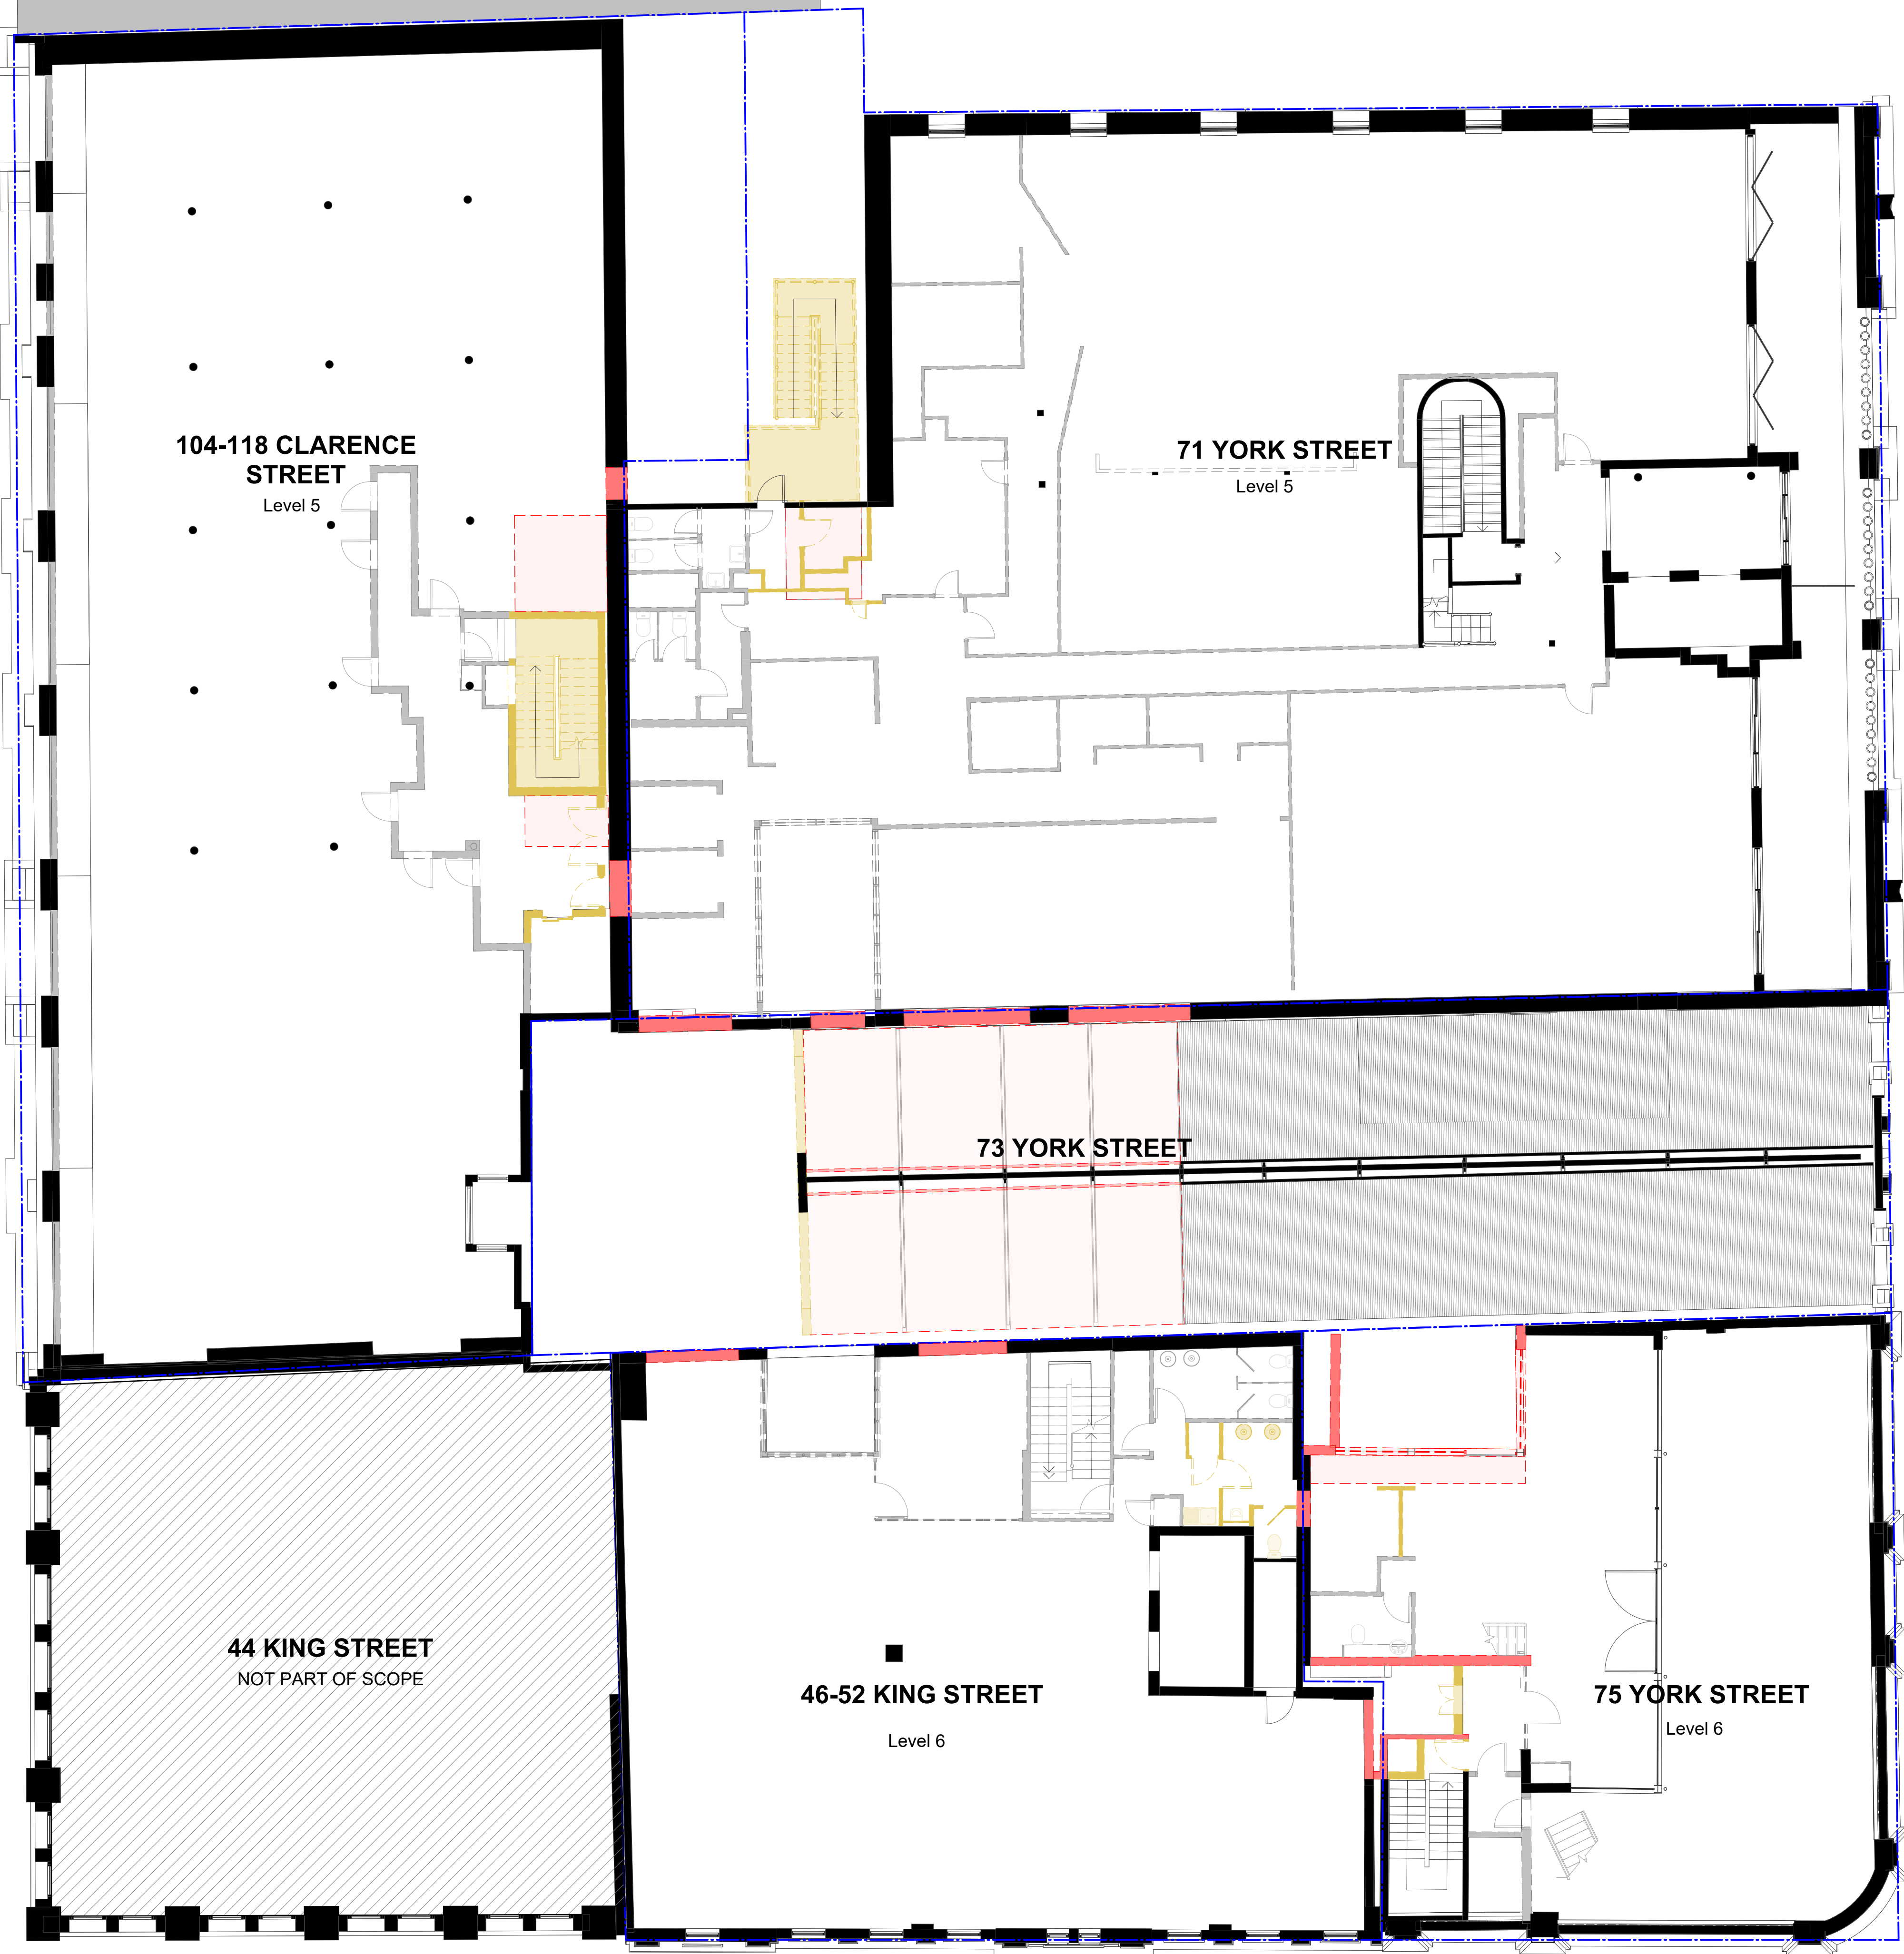 104-118 CLARENCE
STREET
Level 5
71 YORK STREET
Level 5
73 YORK STREET
44 KING STREET
NOT PART OF SCOPE
46-52 KING STREET
Level 6
75 YORK STREET
Level 6